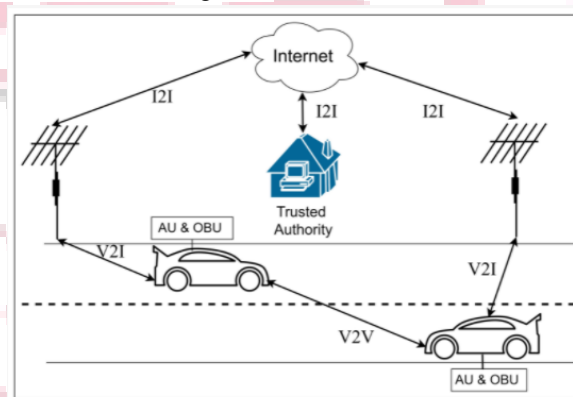 Internet
I2I
I2I
I2I
Trusted
Authority
AU & OBU
V2I
V2I
V2V
AU & OBU